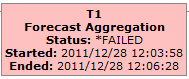 T1
Forecast Aggregation
Status: *FAILED
Started: 2011/12/28 12:03:58
Ended: 2011/12/28 12:06:28